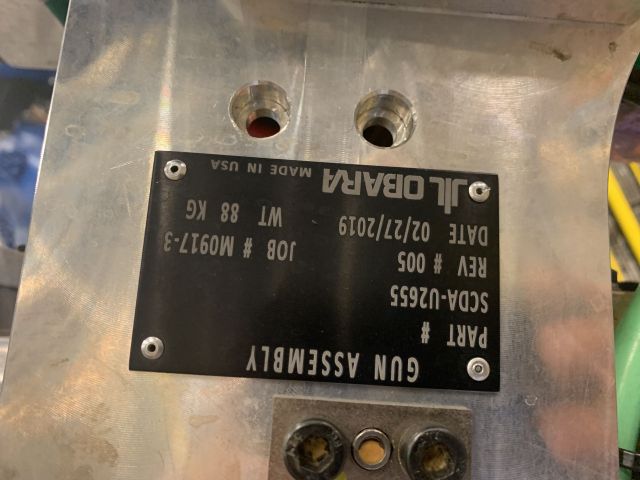 GUN ASSEMBLY
PART #
SCDA-U2655
REV # 005 JOB # M0917-3
DATE 02/27/2019 WT 88 KG
OBARA MADE IN USA